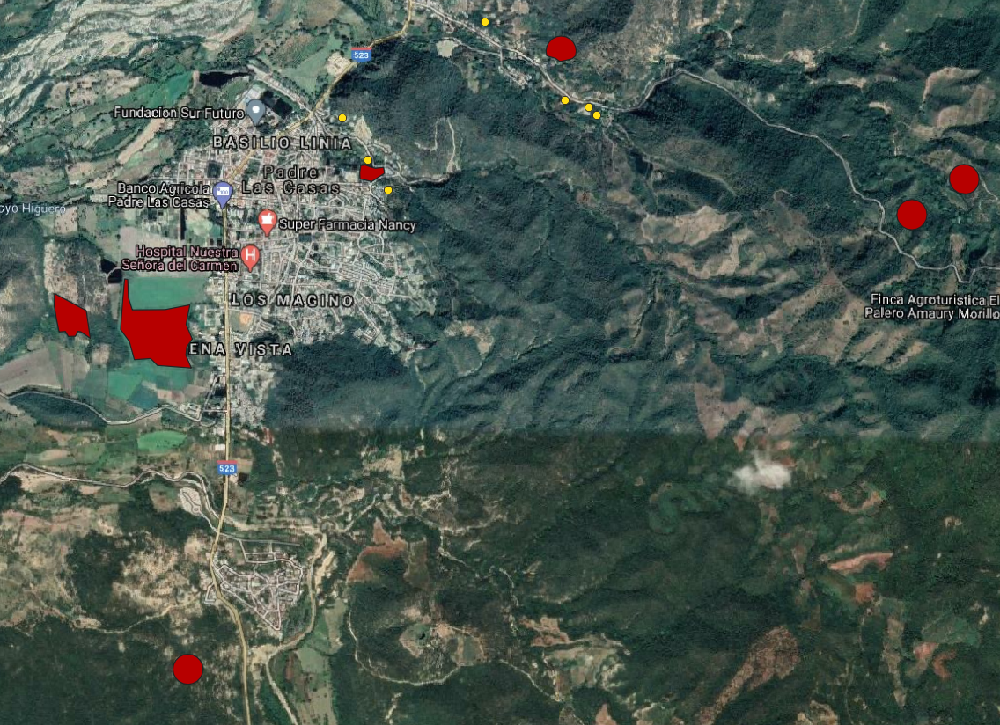 523
Fundacion Sur Futuro
BASILIO LINIA
Padre
Las Casas
Banco Agricola
Padre Las Casas
oyo Higuero
Super Farmacia Nancy
Hospital Nuestra
Señora del Carmen
LOS MAGINO
Finca Agroturistica El
Palero Amaury Morillo
ENA VISTA
523